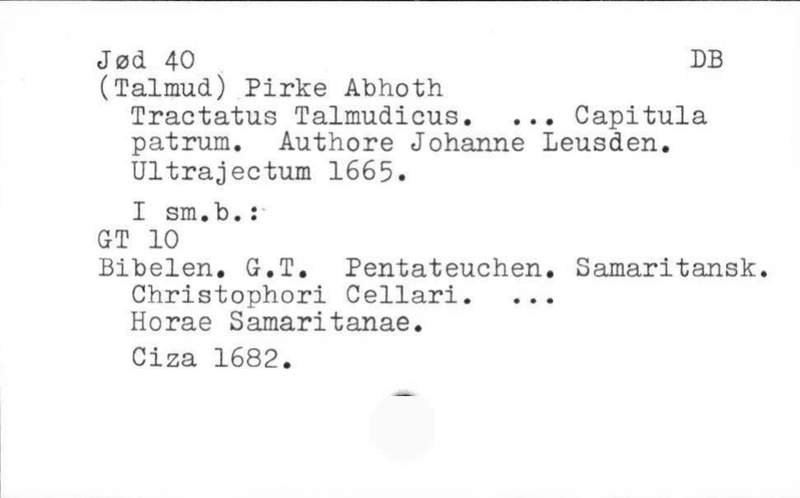 Jød 40 DB
(Talmud) Pirke Abhoth
Tractatus Talmudicus. ... Capitula
patrum. Authore Johanne Leusden.
Ultrajectum 1665.
I sm.b.:
GT 10
Bibelen. G.T. Pentateuchen. Samaritansk.
Christophori Cellari. ...
Horae Samaritanae.
Ciza 1682.